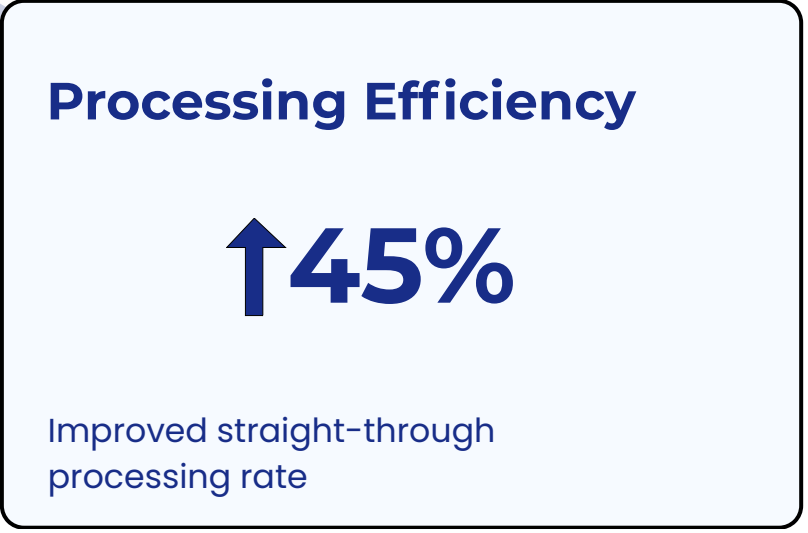 Processing Efficiency
45%
Improved straight-through
processing rate